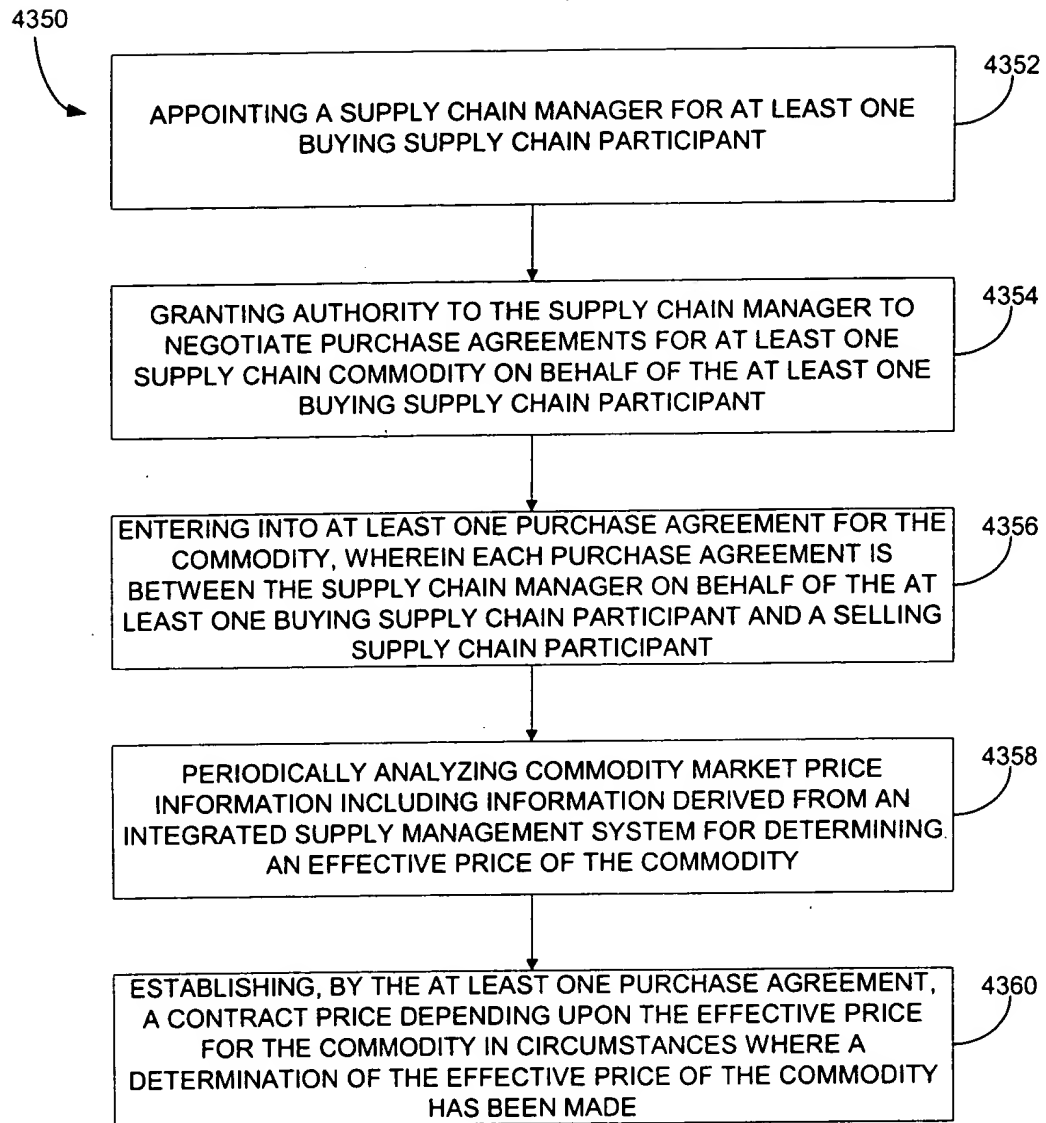 4350
4352
APPOINTING A SUPPLY CHAIN MANAGER FOR AT LEAST ONE
BUYING SUPPLY CHAIN PARTICIPANT
4354
GRANTING AUTHORITY TO THE SUPPLY CHAIN MANAGER TO
NEGOTIATE PURCHASE AGREEMENTS FOR AT LEAST ONE
SUPPLY CHAIN COMMODITY ON BEHALF OF THE AT LEAST ONE
BUYING SUPPLY CHAIN PARTICIPANT
4356
ENTERING INTO AT LEAST ONE PURCHASE AGREEMENT FOR THE
COMMODITY, WHEREIN EACH PURCHASE AGREEMENT IS
BETWEEN THE SUPPLY CHAIN MANAGER ON BEHALF OF THE AT
LEAST ONE BUYING SUPPLY CHAIN PARTICIPANT AND A SELLING
SUPPLY CHAIN PARTICIPANT
4358
PERIODICALLY ANALYZING COMMODITY MARKET PRICE
INFORMATION INCLUDING INFORMATION DERIVED FROM AN
INTEGRATED SUPPLY MANAGEMENT SYSTEM FOR DETERMINING
AN EFFECTIVE PRICE OF THE COMMODITY
4360
ESTABLISHING, BY THE AT LEAST ONE PURCHASE AGREEMENT,
A CONTRACT PRICE DEPENDING UPON THE EFFECTIVE PRICE
FOR THE COMMODITY IN CIRCUMSTANCES WHERE A
DETERMINATION OF THE EFFECTIVE PRICE OF THE COMMODITY
HAS BEEN MADE